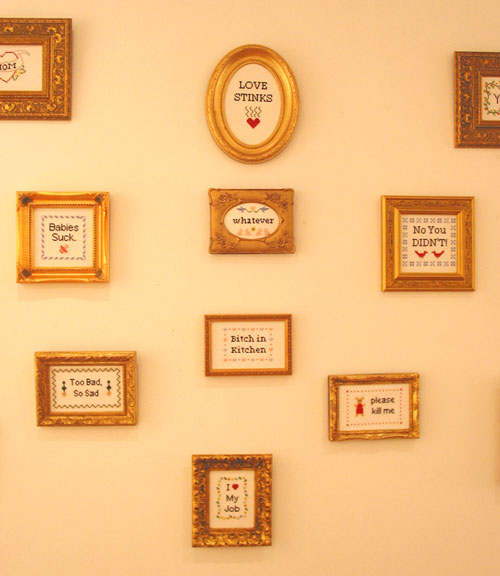 MOM
LOVE
STINKS
Babies
Suck.
whatever
No You
DIDN'T!
Bitch in
Kitchen
Too Bad,
So Sad
please
kill me
I ♥
My
Job